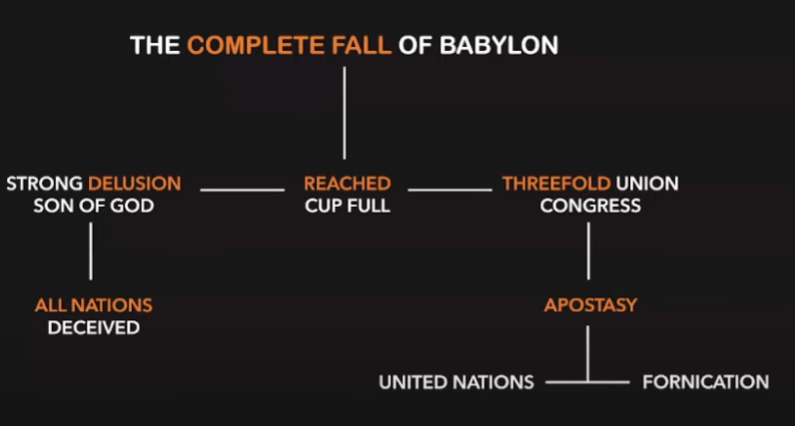 THE COMPLETE FALL OF BABYLON
STRONG DELUSION
SON OF GOD
REACHED
CUP FULL
THREEFOLD UNION
CONGRESS
ALL NATIONS
DECEIVED
APOSTASY
UNITED NATIONS
FORNICATION